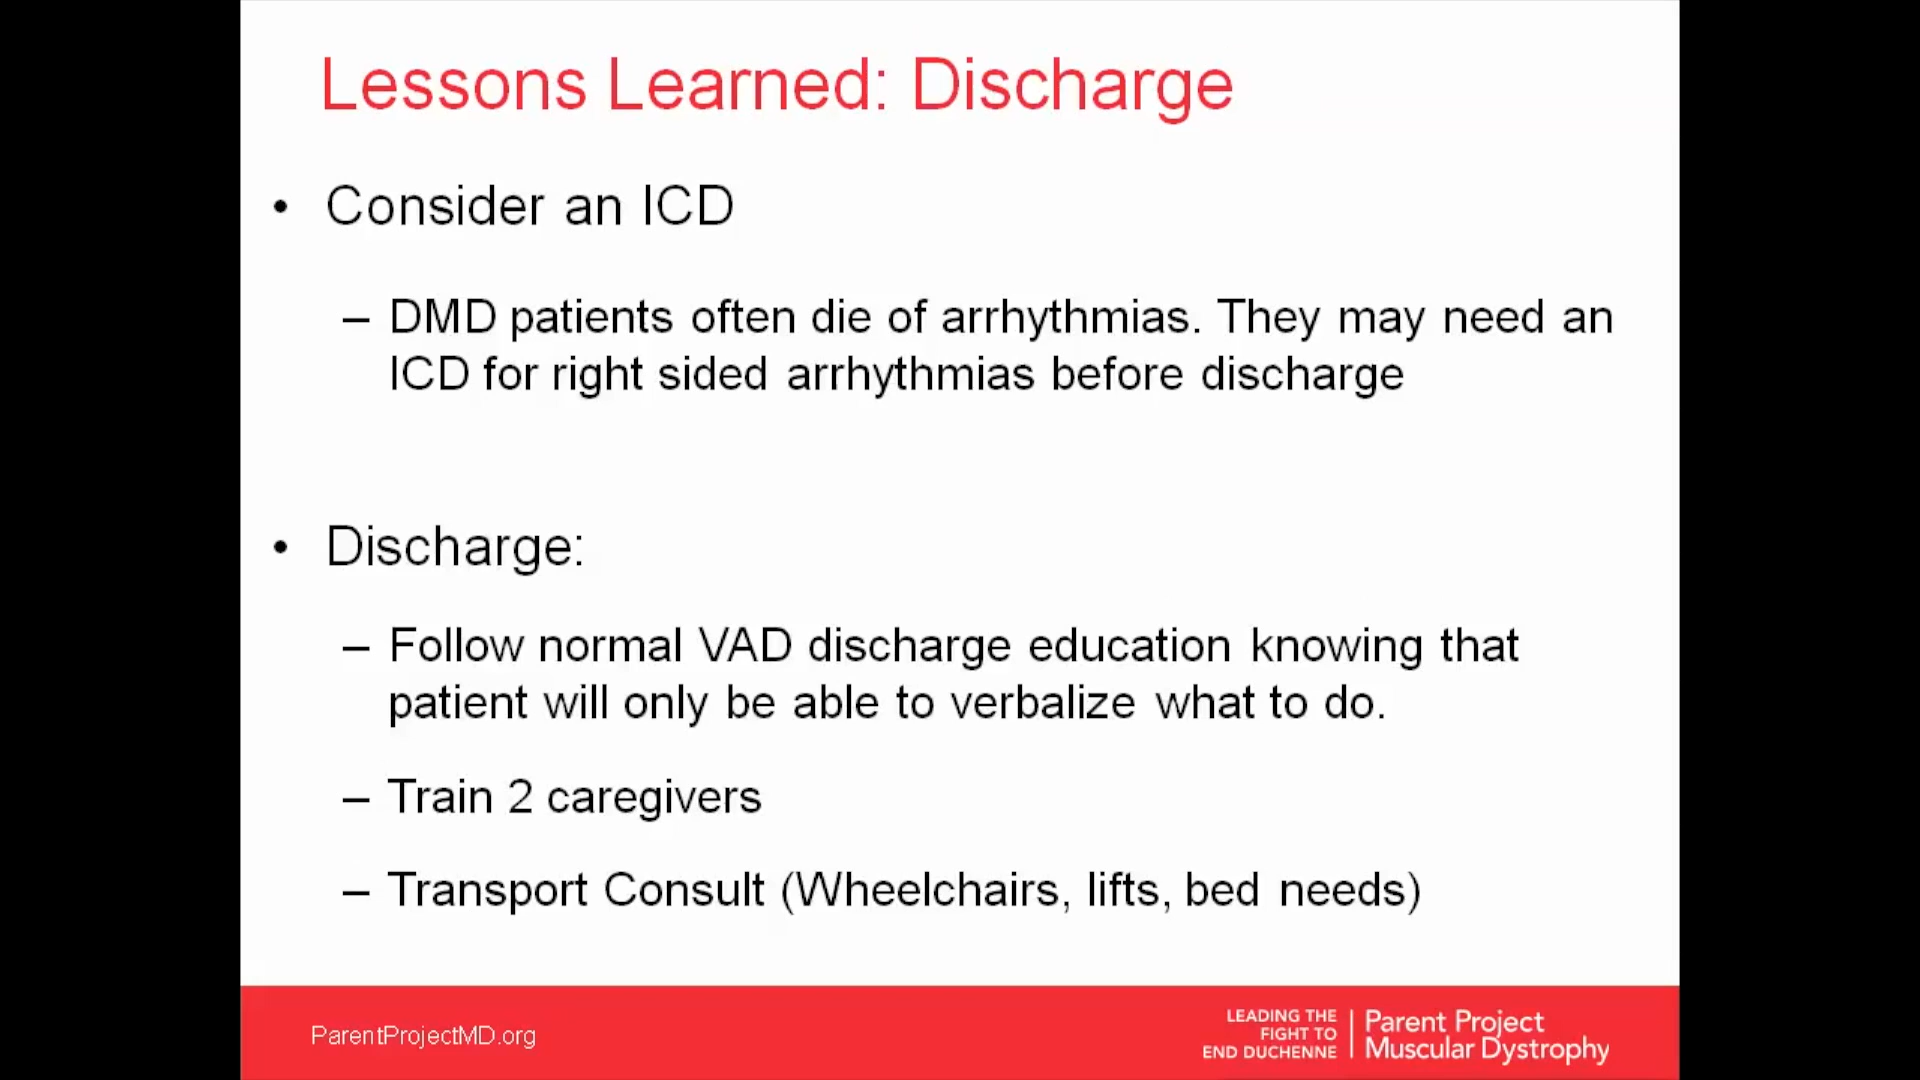 Lessons Learned: Discharge
• Consider an ICD
– DMD patients often die of arrhythmias. They may need an
ICD for right sided arrhythmias before discharge
• Discharge:
– Follow normal VAD discharge education knowing that
patient will only be able to verbalize what to do.
– Train 2 caregivers
– Transport Consult (Wheelchairs, lifts, bed needs)
ParentProjectMD.org
LEADING THE
FIGHT TO
END DUCHENNE
Parent Project
Muscular Dystrophy